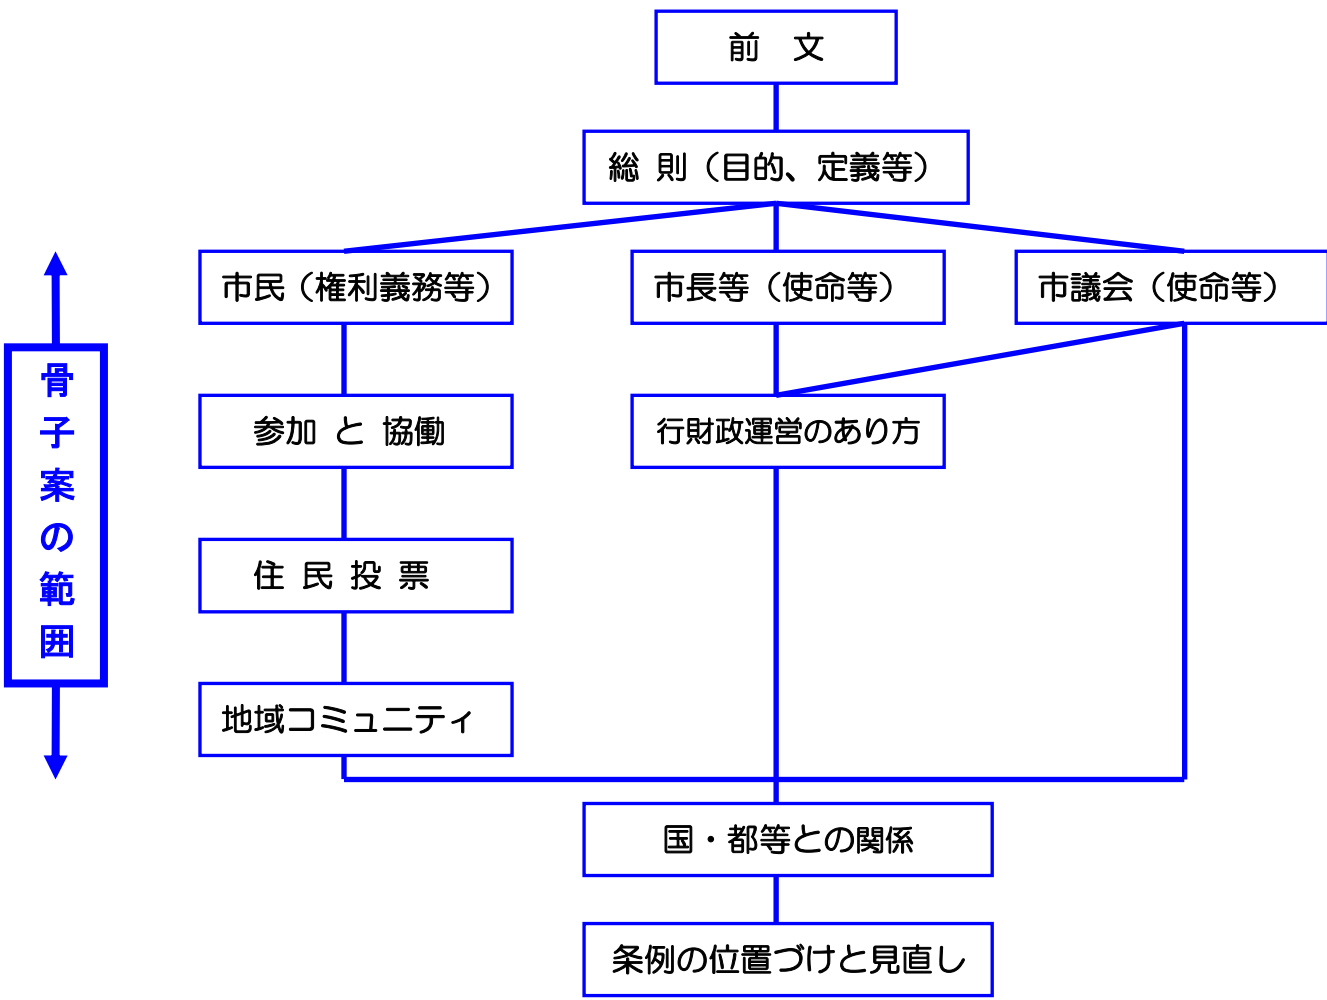 前　文
総 則（目的、定義等）
市民（権利義務等）
市長等（使命等）
市議会（使命等）
参加 と 協働
行財政運営のあり方
住 民 投 票
地域コミュニティ
国・都等との関係
条例の位置づけと見直し
骨子案の範囲